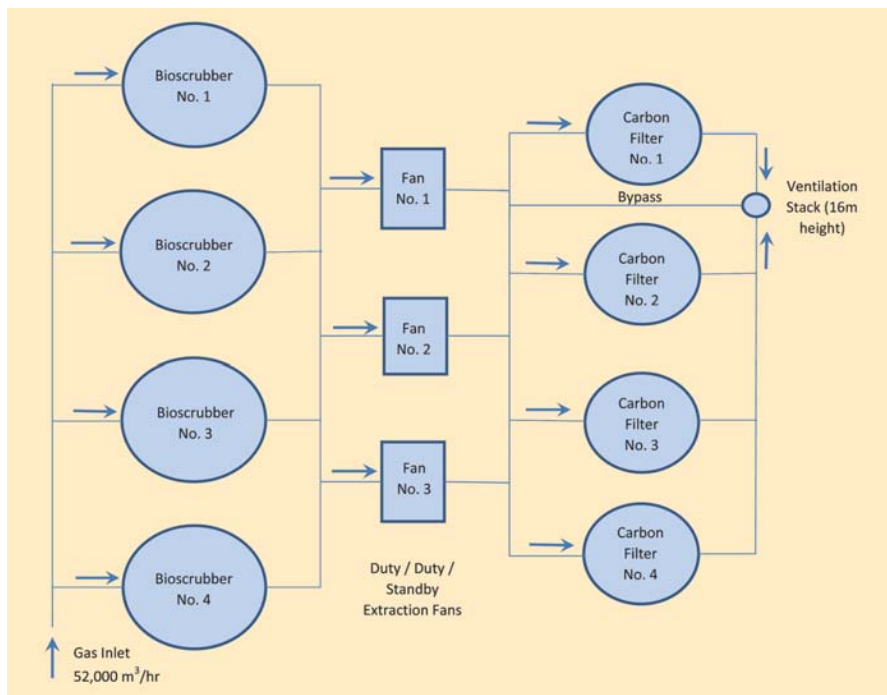 Bioscrubber
No. 1
Bioscrubber
No. 2
Bioscrubber
No. 3
Bioscrubber
No. 4
Gas Inlet
52,000 m³/hr
Fan
No. 1
Fan
No. 2
Fan
No. 3
Duty / Duty /
Standby
Extraction Fans
Carbon
Filter
No. 1
Bypass
Carbon
Filter
No. 2
Carbon
Filter
No. 3
Carbon
Filter
No. 4
Ventilation
Stack (16m
height)